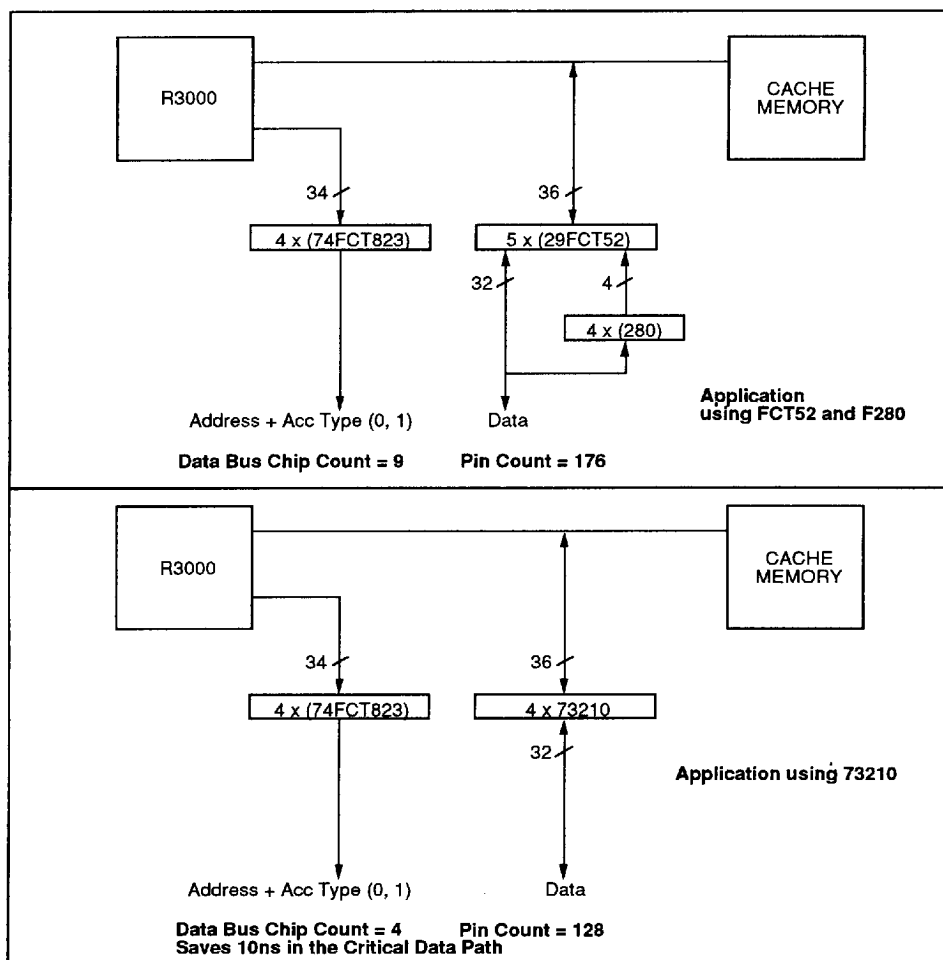 R3000
CACHE
MEMORY
34
36
4 x (74FCT823)
5 x (29FCT52)
32
4
4 x (280)
Application
using FCT52 and F280
Address + Acc Type (0, 1)
Data
Data Bus Chip Count = 9
Pin Count = 176
R3000
CACHE
MEMORY
34
36
4 x (74FCT823)
4 x 73210
32
Application using 73210
Address + Acc Type (0, 1)
Data
Data Bus Chip Count = 4
Pin Count = 128
Saves 10ns in the Critical Data Path